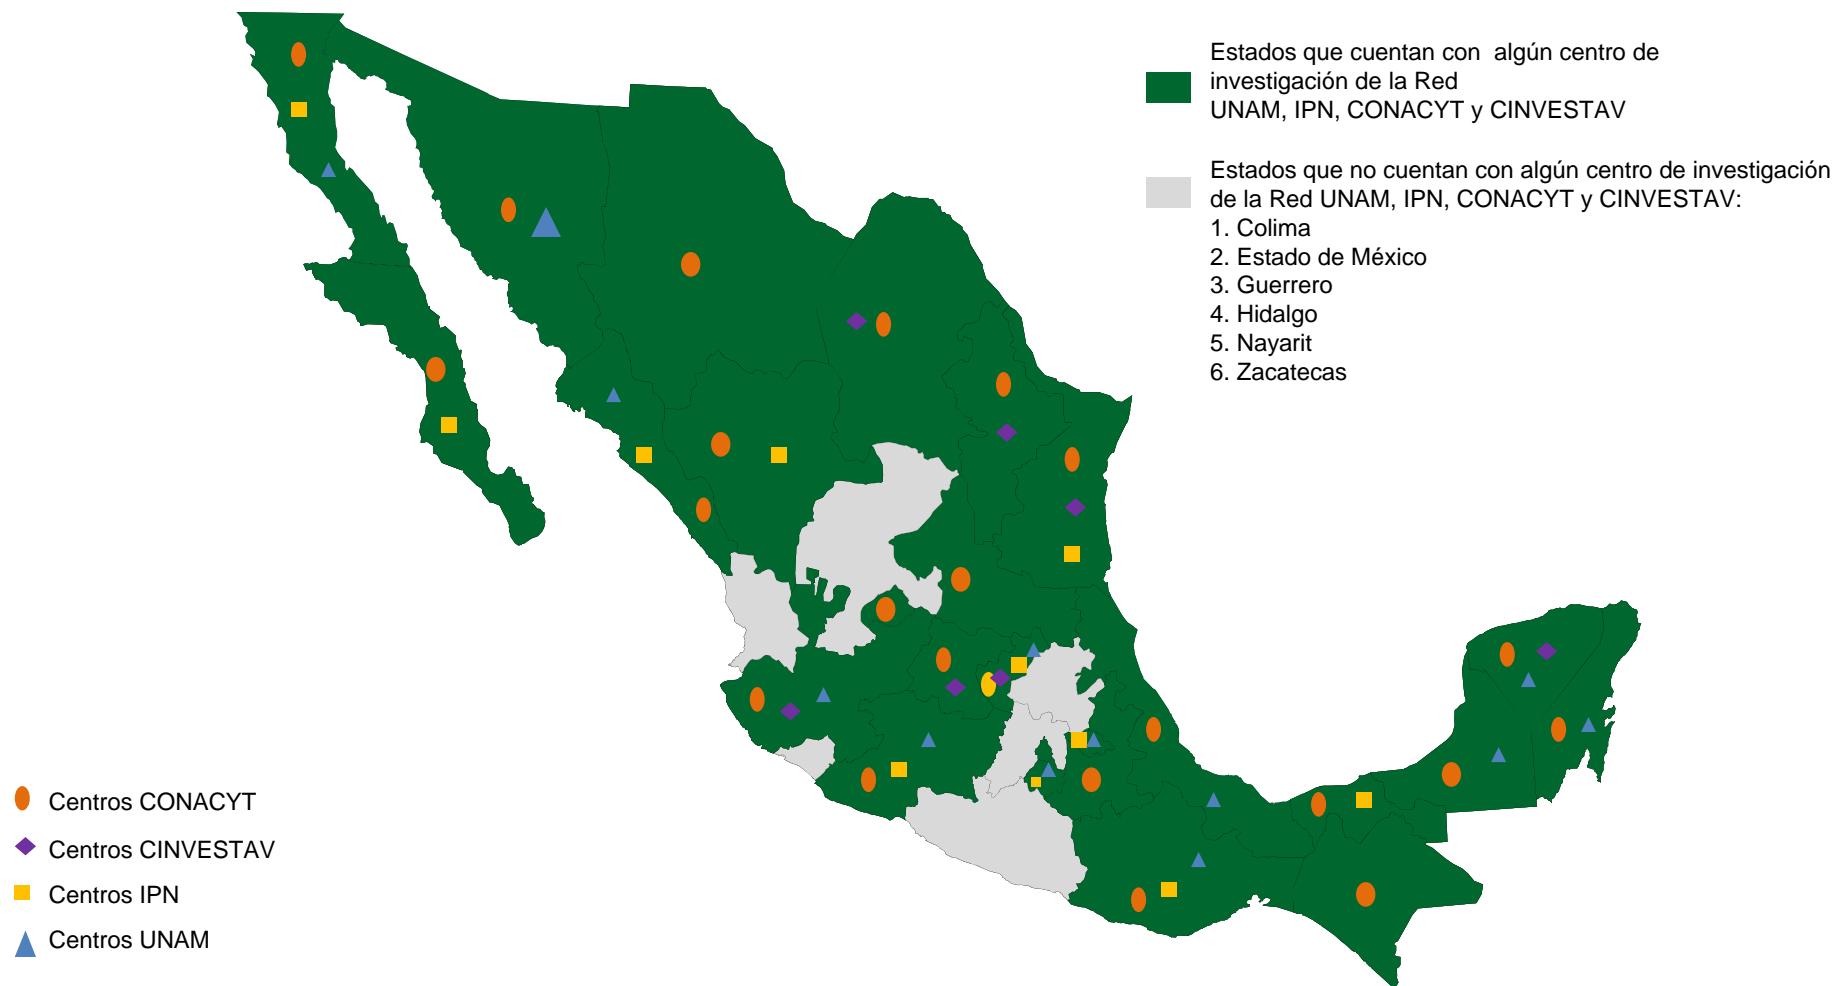 Estados que cuentan con  algún centro de
investigación de la Red
UNAM, IPN, CONACYT y CINVESTAV
Estados que no cuentan con algún centro de investigación
de la Red UNAM, IPN, CONACYT y CINVESTAV:
1. Colima
2. Estado de México
3. Guerrero
4. Hidalgo
5. Nayarit
6. Zacatecas
Centros CONACYT
Centros CINVESTAV
Centros IPN
Centros UNAM